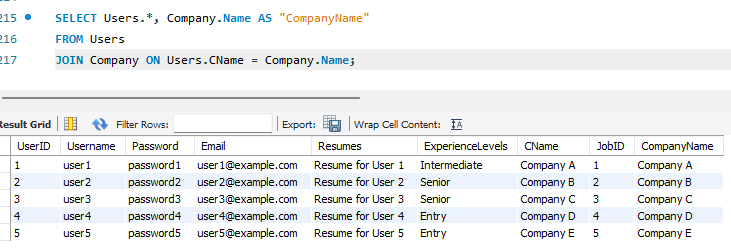 215 SELECT Users.*, Company.Name AS "CompanyName"
216 FROM Users
217 JOIN Company ON Users.CName = Company.Name;
Result Grid Filter Rows: Export: Wrap Cell Content: IA
UserID Username Password Email Resumes ExperienceLevels CName JobID CompanyName
1 user1 password1 user1@example.com Resume for User 1 Intermediate Company A 1 Company A
2 user2 password2 user2@example.com Resume for User 2 Senior Company B 2 Company B
3 user3 password3 user3@example.com Resume for User 3 Senior Company C 3 Company C
4 user4 password4 user4@example.com Resume for User 4 Entry Company D 4 Company D
5 user5 password5 user5@example.com Resume for User 5 Entry Company E 5 Company E